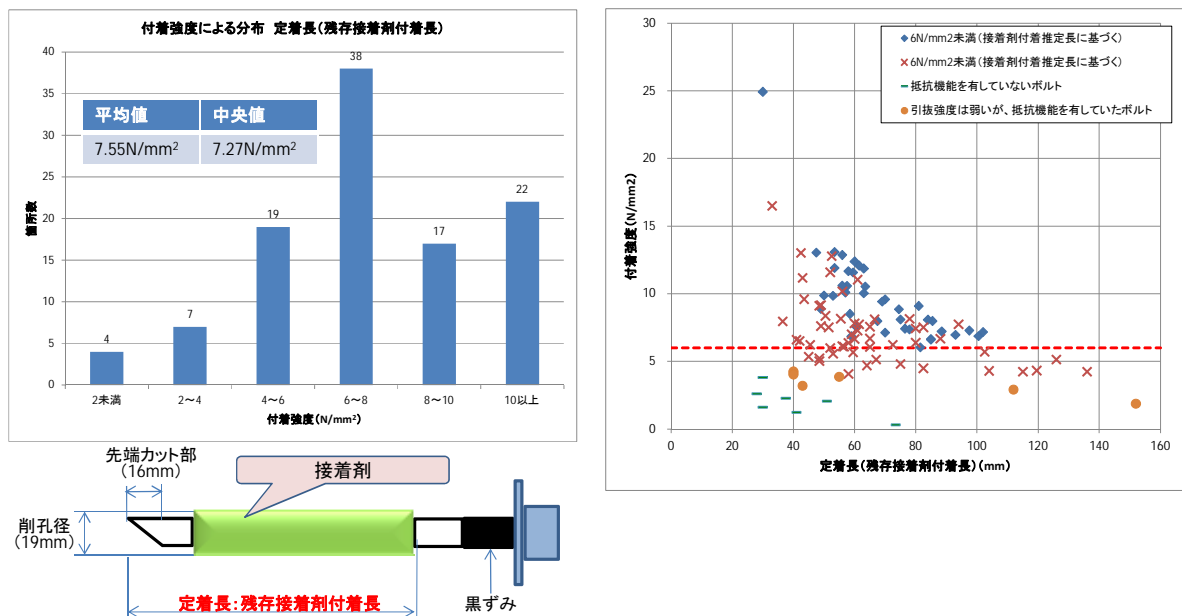 付着強度による分布 定着長(残存接着剤付着長)
40
35
30
25
20
15
10
5
0
箇所数
平均値 中央値
7.55N/mm² 7.27N/mm²
4
7
19
38
17
22
2未満 2～4 4～6 6～8 8～10 10以上
付着強度(N/mm²)
30
25
20
15
10
5
0
付着強度(N/mm2)
6N/mm2未満(接着剤付着推定長に基づく)
6N/mm2未満(接着剤付着推定長に基づく)
抵抗機能を有していないボルト
引抜強度は弱いが、抵抗機能を有していたボルト
0 20 40 60 80 100 120 140 160
定着長(残存接着剤付着長)(mm)
先端カット部
(16mm)
接着剤
削孔径
(19mm)
定着長:残存接着剤付着長
黒ずみ